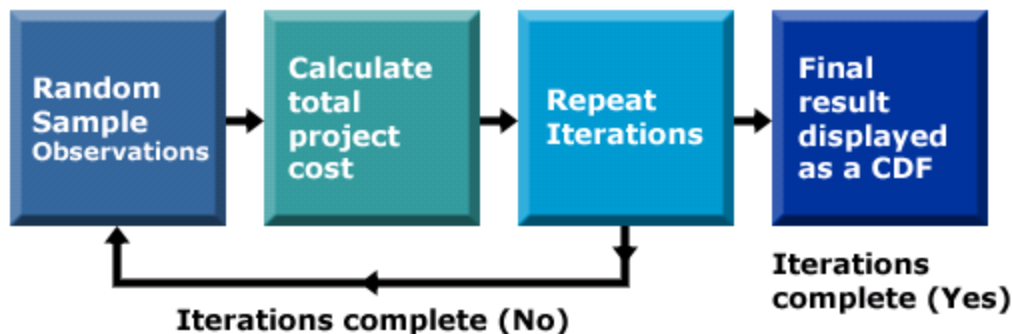 Random
Sample
Observations
Calculate
total
project
cost
Repeat
Iterations
Final
result
displayed
as a CDF
Iterations
complete (Yes)
Iterations complete (No)